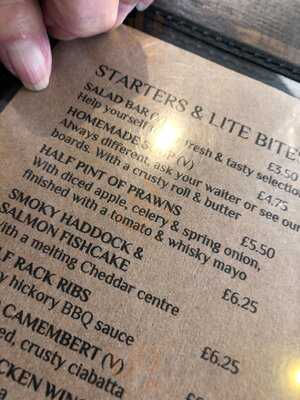 STARTERS & LITE BITES
SALAD BAR
Help yourself fresh & tasty selection £3.50
HOMEMADE (V)
Always different, ask your waiter or see our
boards. With a crusty roll & butter £4.75
HALF PINT OF PRAWNS
With diced apple, celery & spring onion,
finished with a tomato & whisky mayo £5.50
SMOKY HADDOCK &
SALMON FISHCAKE
with a melting Cheddar centre £6.25
RACK RIBS
hickory BBQ sauce £6.25
CAMEMBERT (V)
crusty ciabatta